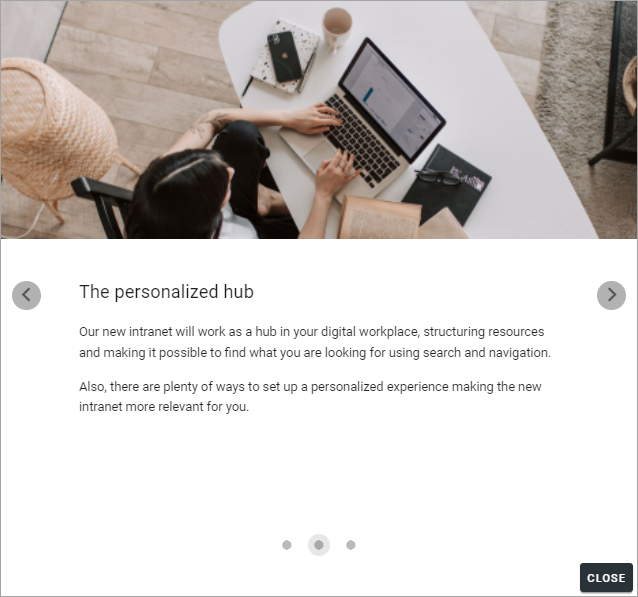 The personalized hub
Our new intranet will work as a hub in your digital workplace, structuring resources
and making it possible to find what you are looking for using search and navigation.
Also, there are plenty of ways to set up a personalized experience making the new
intranet more relevant for you.
CLOSE